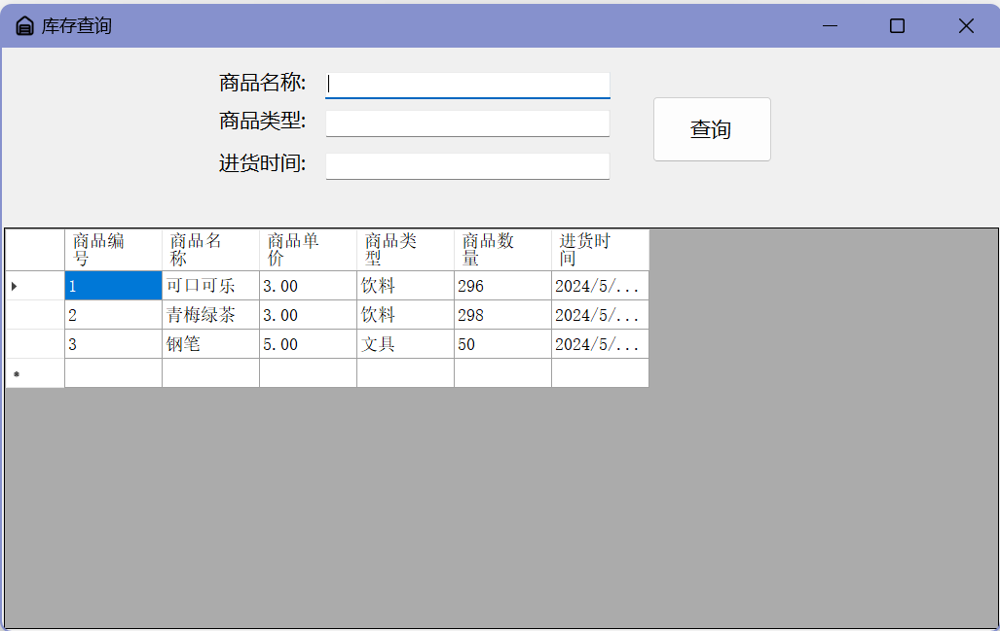 库存查询
商品名称:
商品类型:
查询
进货时间:
商品编号 商品名称 商品单价 商品类型 商品数量 进货时间
1 可口可乐 3.00 饮料 296 2024/5/...
2 青梅绿茶 3.00 饮料 298 2024/5/...
3 钢笔 5.00 文具 50 2024/5/...